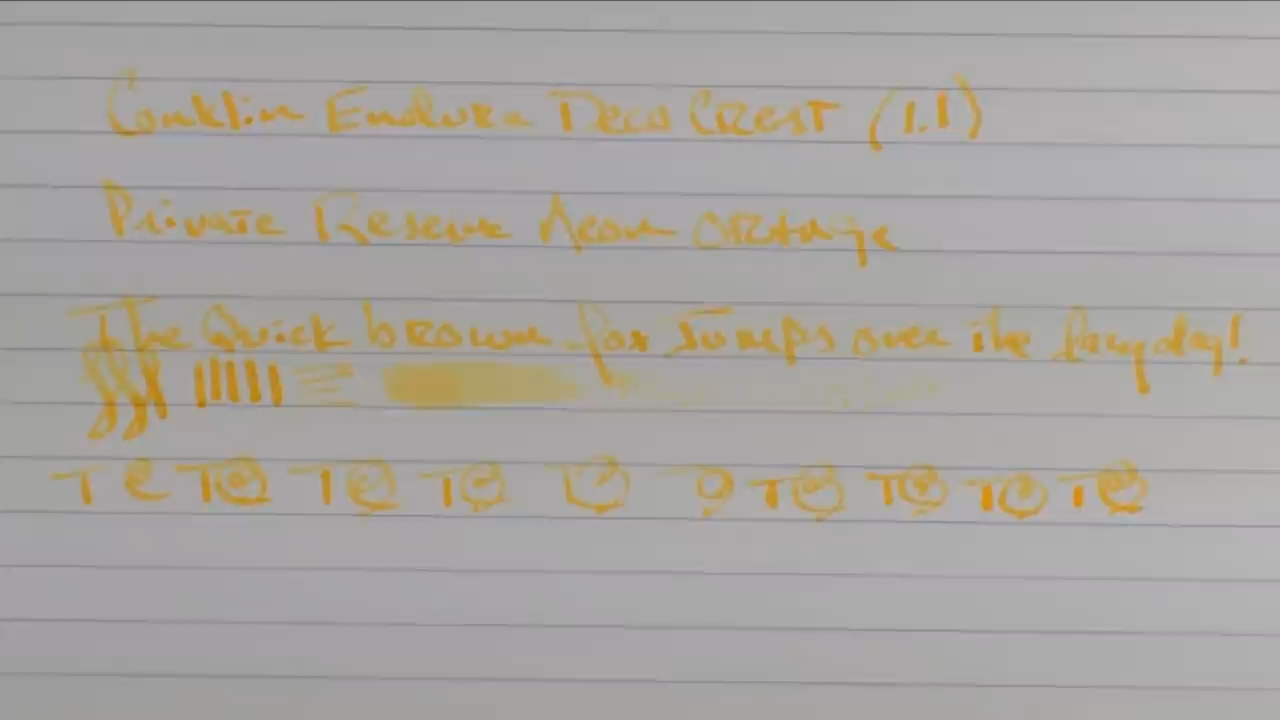 Conklin Endura Deco Crest (1.1)
Private Reserve Neon Orange
The Quick brown fox Jumps over the lazy dog!